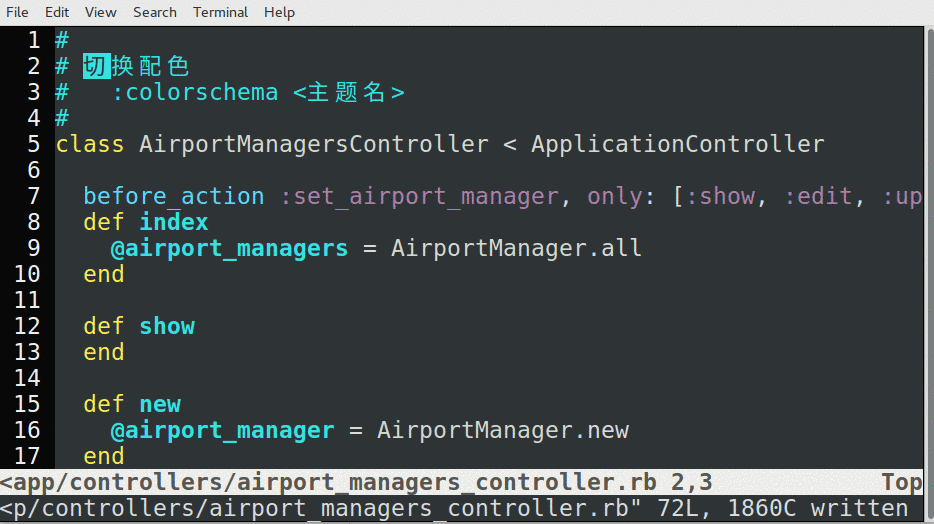 File Edit View Search Terminal Help
1 #
2 # 切换配色
3 #   :colorschema <主题名>
4 #
5 class AirportManagersController < ApplicationController
6
7   before_action :set_airport_manager, only: [:show, :edit, :up
8   def index
9     @airport_managers = AirportManager.all
10   end
11
12   def show
13   end
14
15   def new
16     @airport_manager = AirportManager.new
17   end
<app/controllers/airport_managers_controller.rb 2,3 Top
<p/controllers/airport_managers_controller.rb" 72L, 1860C written